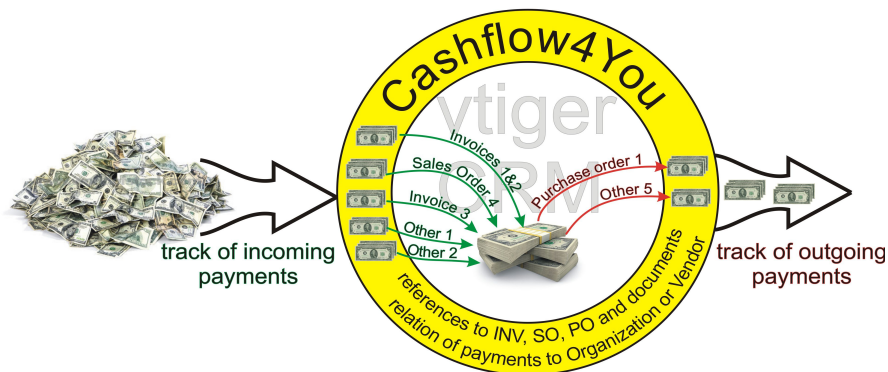 Cashflow4You
vtiger
CRM
Invoices 1&2
Sales Order 4
Invoice 3
Other 1
Other 2
Purchase order 1
Other 5
track of incoming
payments
track of outgoing
payments
references to INV, SO, PO and documents
relation of payments to Organization or Vendor